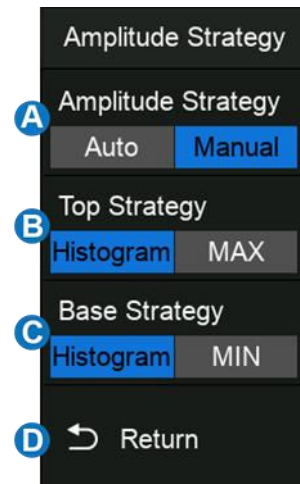 Amplitude Strategy
A
Amplitude Strategy
Auto Manual
B
Top Strategy
Histogram MAX
C
Base Strategy
Histogram MIN
D
Return